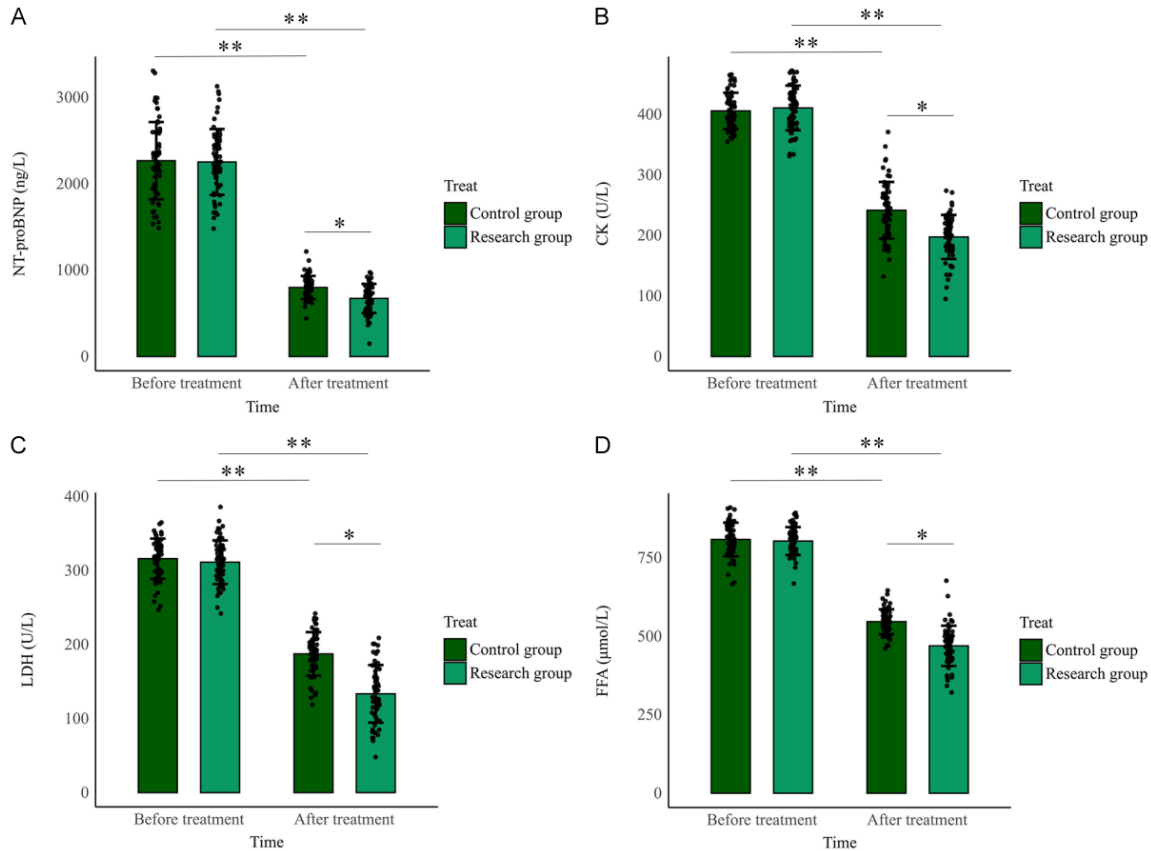 A
**
**
NT-proBNP (ng/L)
3000
2000
1000
0
*
Before treatment
After treatment
Time
Treat
Control group
Research group
B
**
**
CK (U/L)
400
300
200
100
0
*
Before treatment
After treatment
Time
Treat
Control group
Research group
C
**
**
LDH (U/L)
400
300
200
100
0
*
Before treatment
After treatment
Time
Treat
Control group
Research group
D
**
**
FFA (μmol/L)
750
500
250
0
*
Before treatment
After treatment
Time
Treat
Control group
Research group